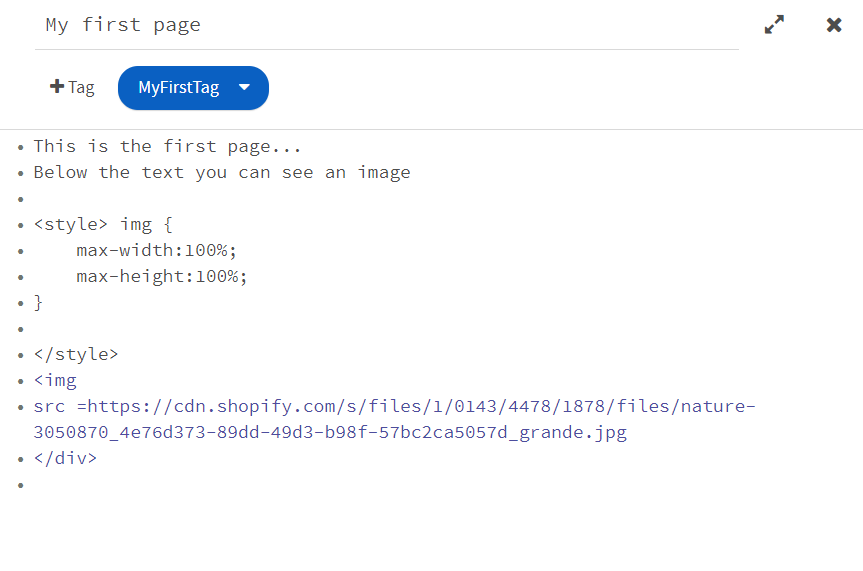 My first page
+ Tag MyFirstTag
This is the first page...
Below the text you can see an image
<style> img {
max-width:100%;
max-height:100%;
}
</style>
<img
src =https://cdn.shopify.com/s/files/1/0143/4478/1878/files/nature-
3050870_4e76d373-89dd-49d3-b98f-57bc2ca5057d_grande.jpg
</div>